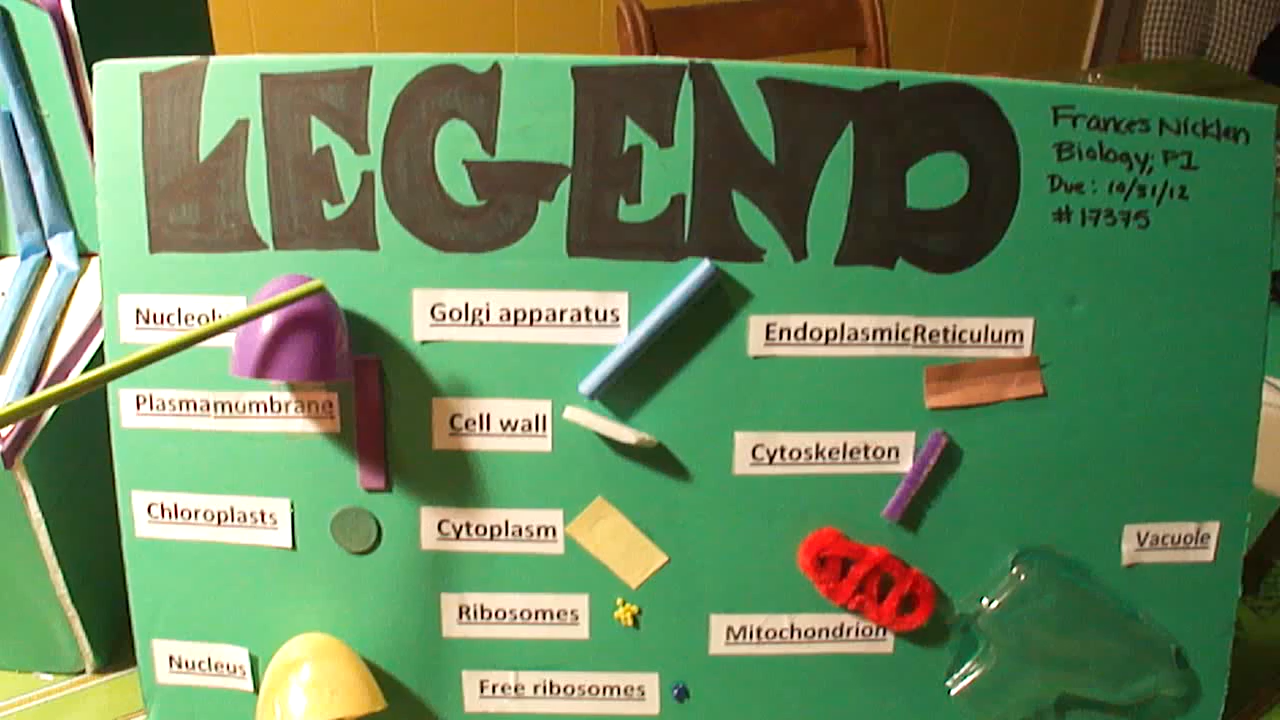 LEGEND
Frances Nicklen
Biology; P1
Due: 10/31/12
#17375
Golgi apparatus
EndoplasmicReticulum
Plasmamumbrane
Cell wall
Cytoskeleton
Chloroplasts
Cytoplasm
Vacuole
Ribosomes
Mitochondrion
Nucleus
Free ribosomes